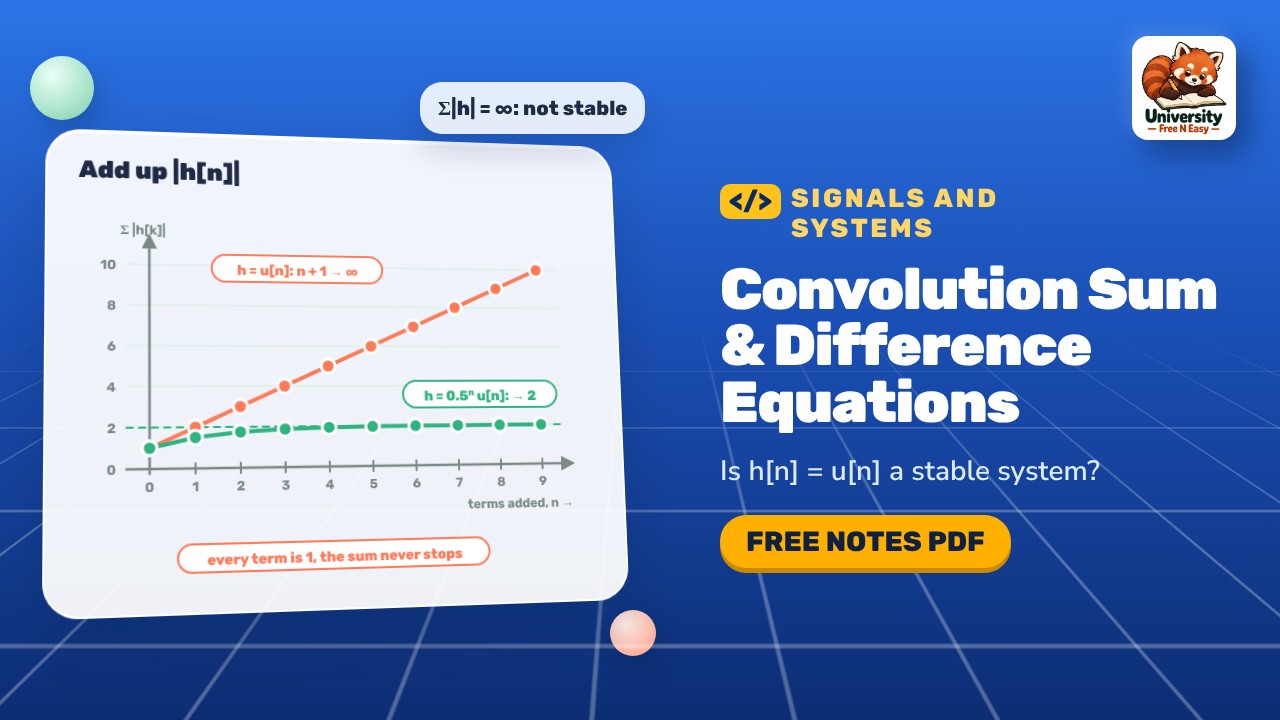 Σ|h| = ∞: not stable
Add up |h[n]|
Σ |h[k]|
10
8
6
4
2
0
h = u[n]: n + 1 → ∞
h = 0.5ⁿ u[n]: → 2
0 1 2 3 4 5 6 7 8 9
terms added, n →
every term is 1, the sum never stops
University
Free N Easy
</> SIGNALS AND
SYSTEMS
Convolution Sum
& Difference
Equations
Is h[n] = u[n] a stable system?
FREE NOTES PDF